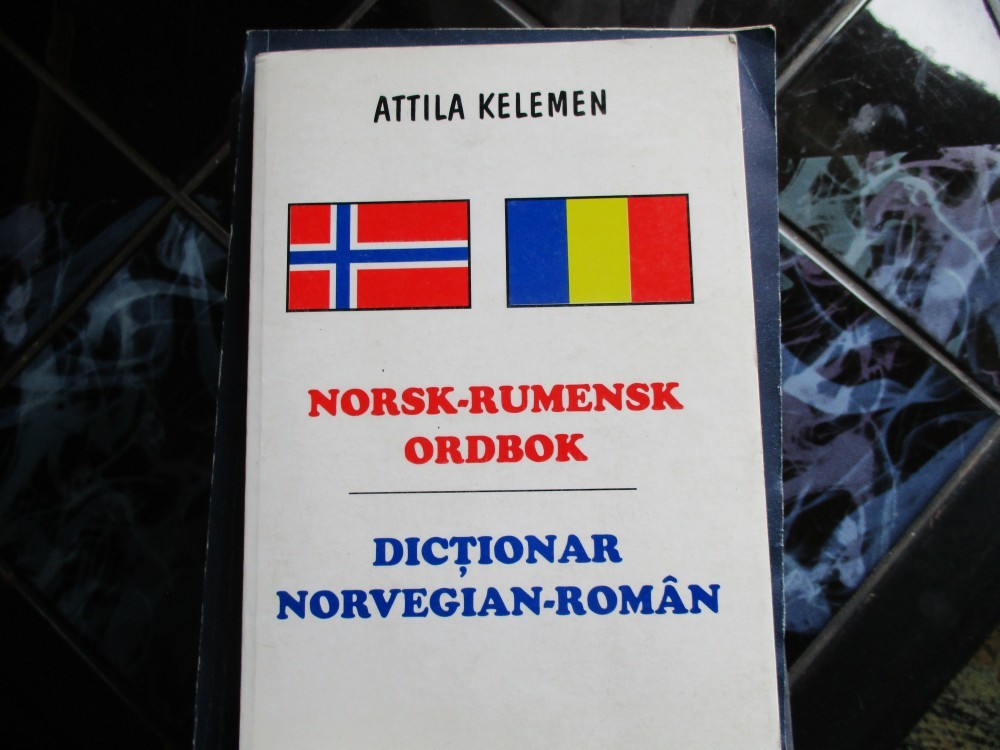 ATTILA KELEMEN
NORSK-RUMENSK
ORDBOK
DICȚIONAR
NORVEGIAN-ROMÂN